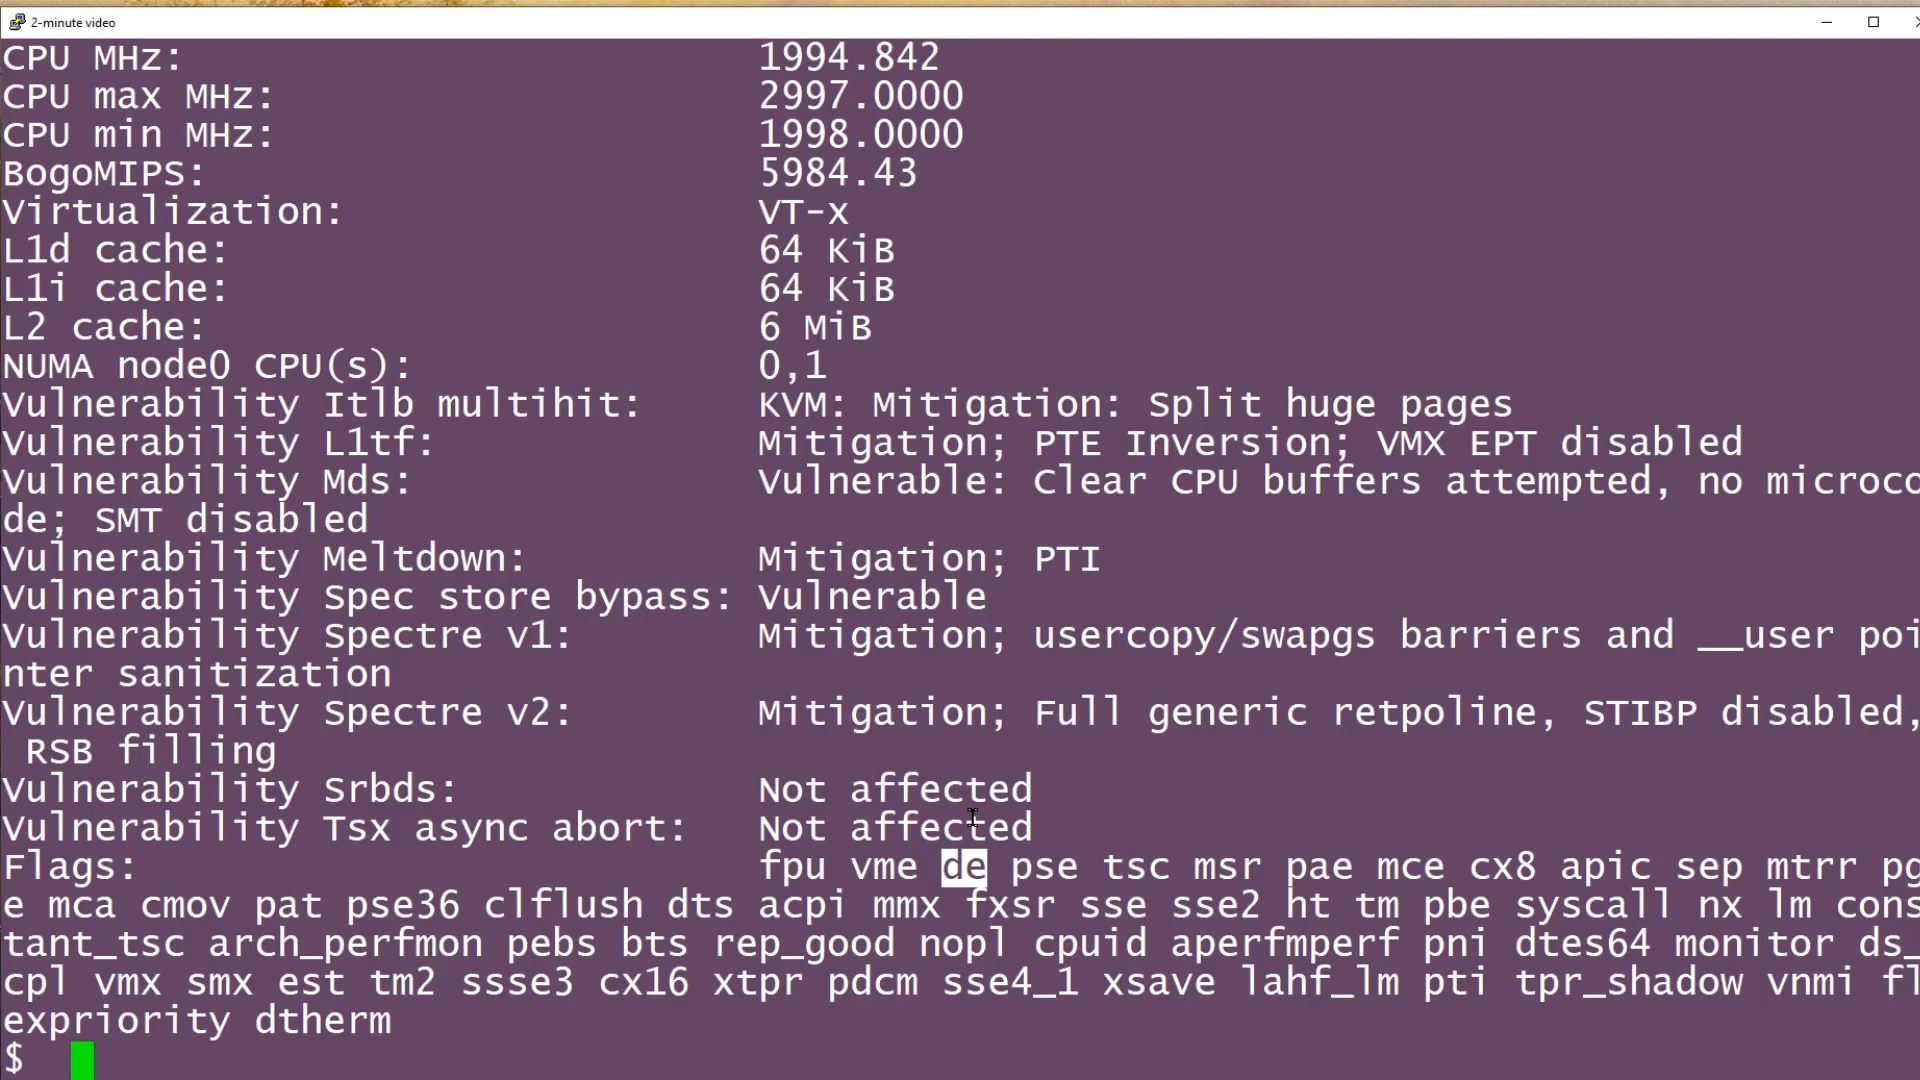 2-minute video
CPU MHz: 1994.842
CPU max MHz: 2997.0000
CPU min MHz: 1998.0000
BogoMIPS: 5984.43
Virtualization: VT-x
L1d cache: 64 KiB
L1i cache: 64 KiB
L2 cache: 6 MiB
NUMA node0 CPU(s): 0,1
Vulnerability Itlb multihit: KVM: Mitigation: Split huge pages
Vulnerability L1tf: Mitigation; PTE Inversion; VMX EPT disabled
Vulnerability Mds: Vulnerable: Clear CPU buffers attempted, no microco
de; SMT disabled
Vulnerability Meltdown: Mitigation; PTI
Vulnerability Spec store bypass: Vulnerable
Vulnerability Spectre v1: Mitigation; usercopy/swapgs barriers and __user poi
nter sanitization
Vulnerability Spectre v2: Mitigation; Full generic retpoline, STIBP disabled,
RSB filling
Vulnerability Srbds: Not affected
Vulnerability Tsx async abort: Not affected
Flags: fpu vme de pse tsc msr pae mce cx8 apic sep mtrr pg
e mca cmov pat pse36 clflush dts acpi mmx fxsr sse sse2 ht tm pbe syscall nx lm cons
tant_tsc arch_perfmon pebs bts rep_good nopl cpuid aperfmperf pni dtes64 monitor ds_
cpl vmx smx est tm2 ssse3 cx16 xtpr pdcm sse4_1 xsave lahf_lm pti tpr_shadow vnmi fl
expriority dtherm
$